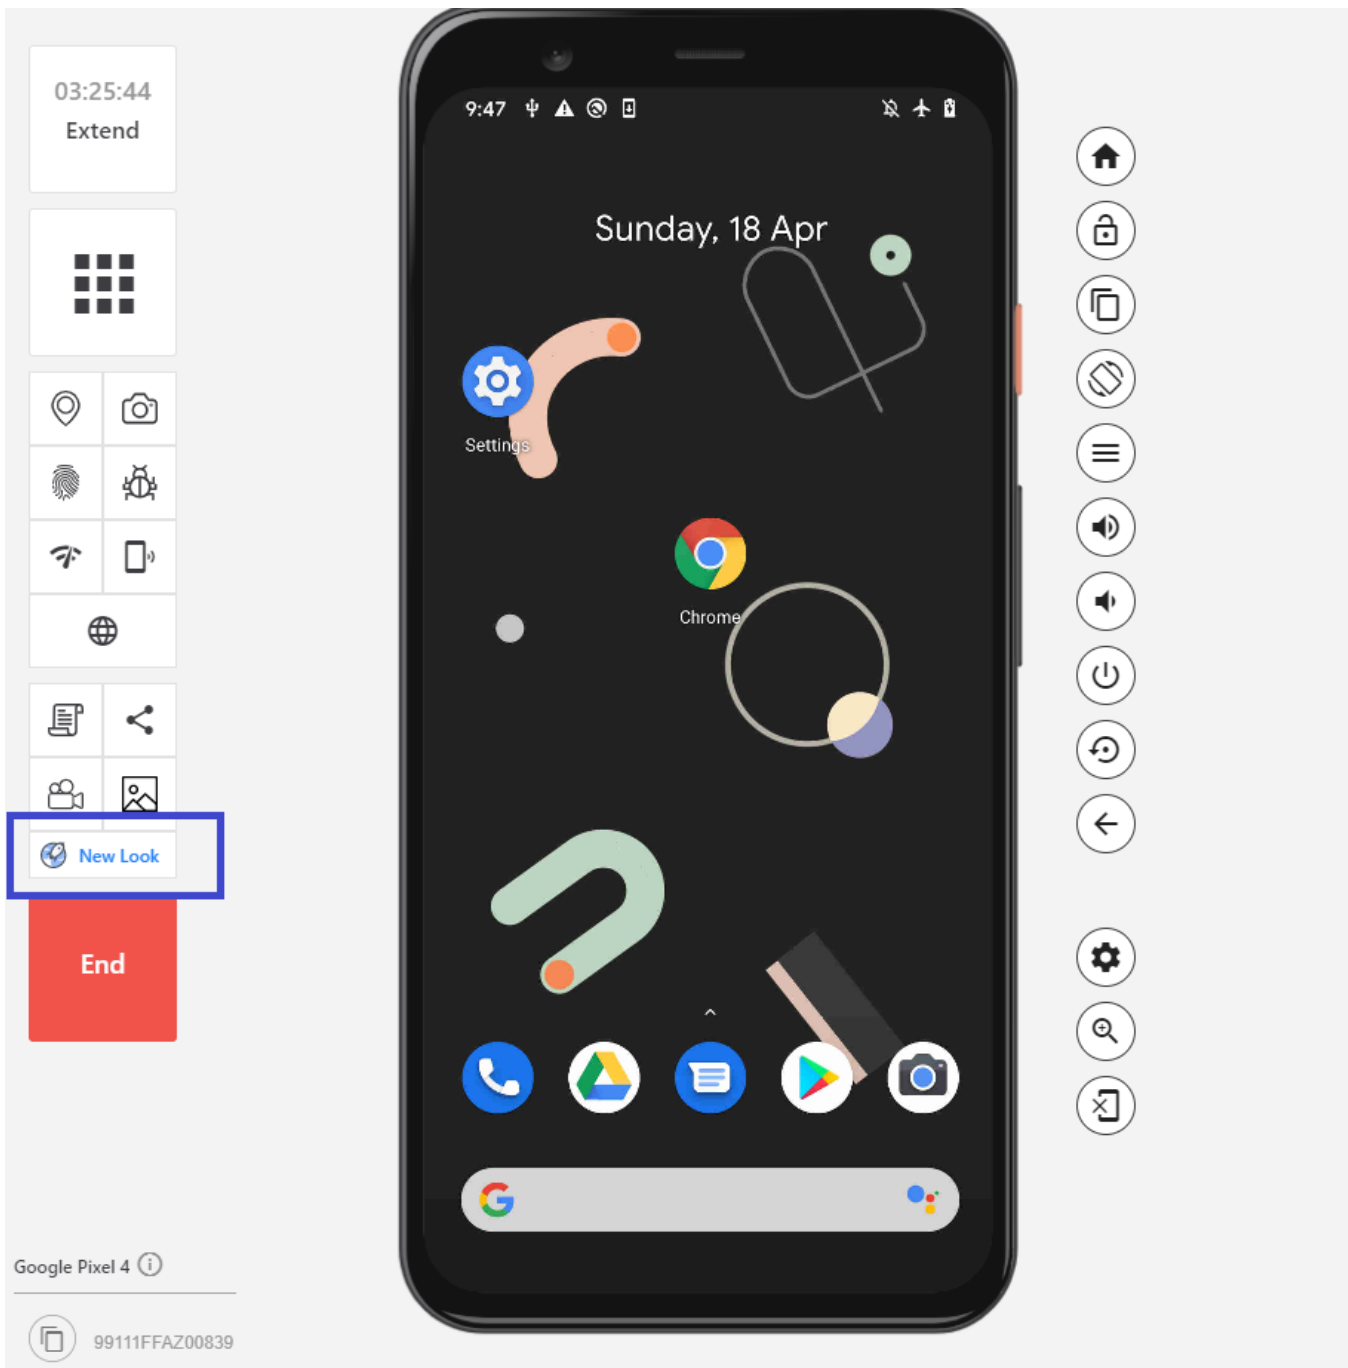 03:25:44
Extend
New Look
End
Google Pixel 4
99111FFAZ00839
9:47
Sunday, 18 Apr
Settings
Chrome